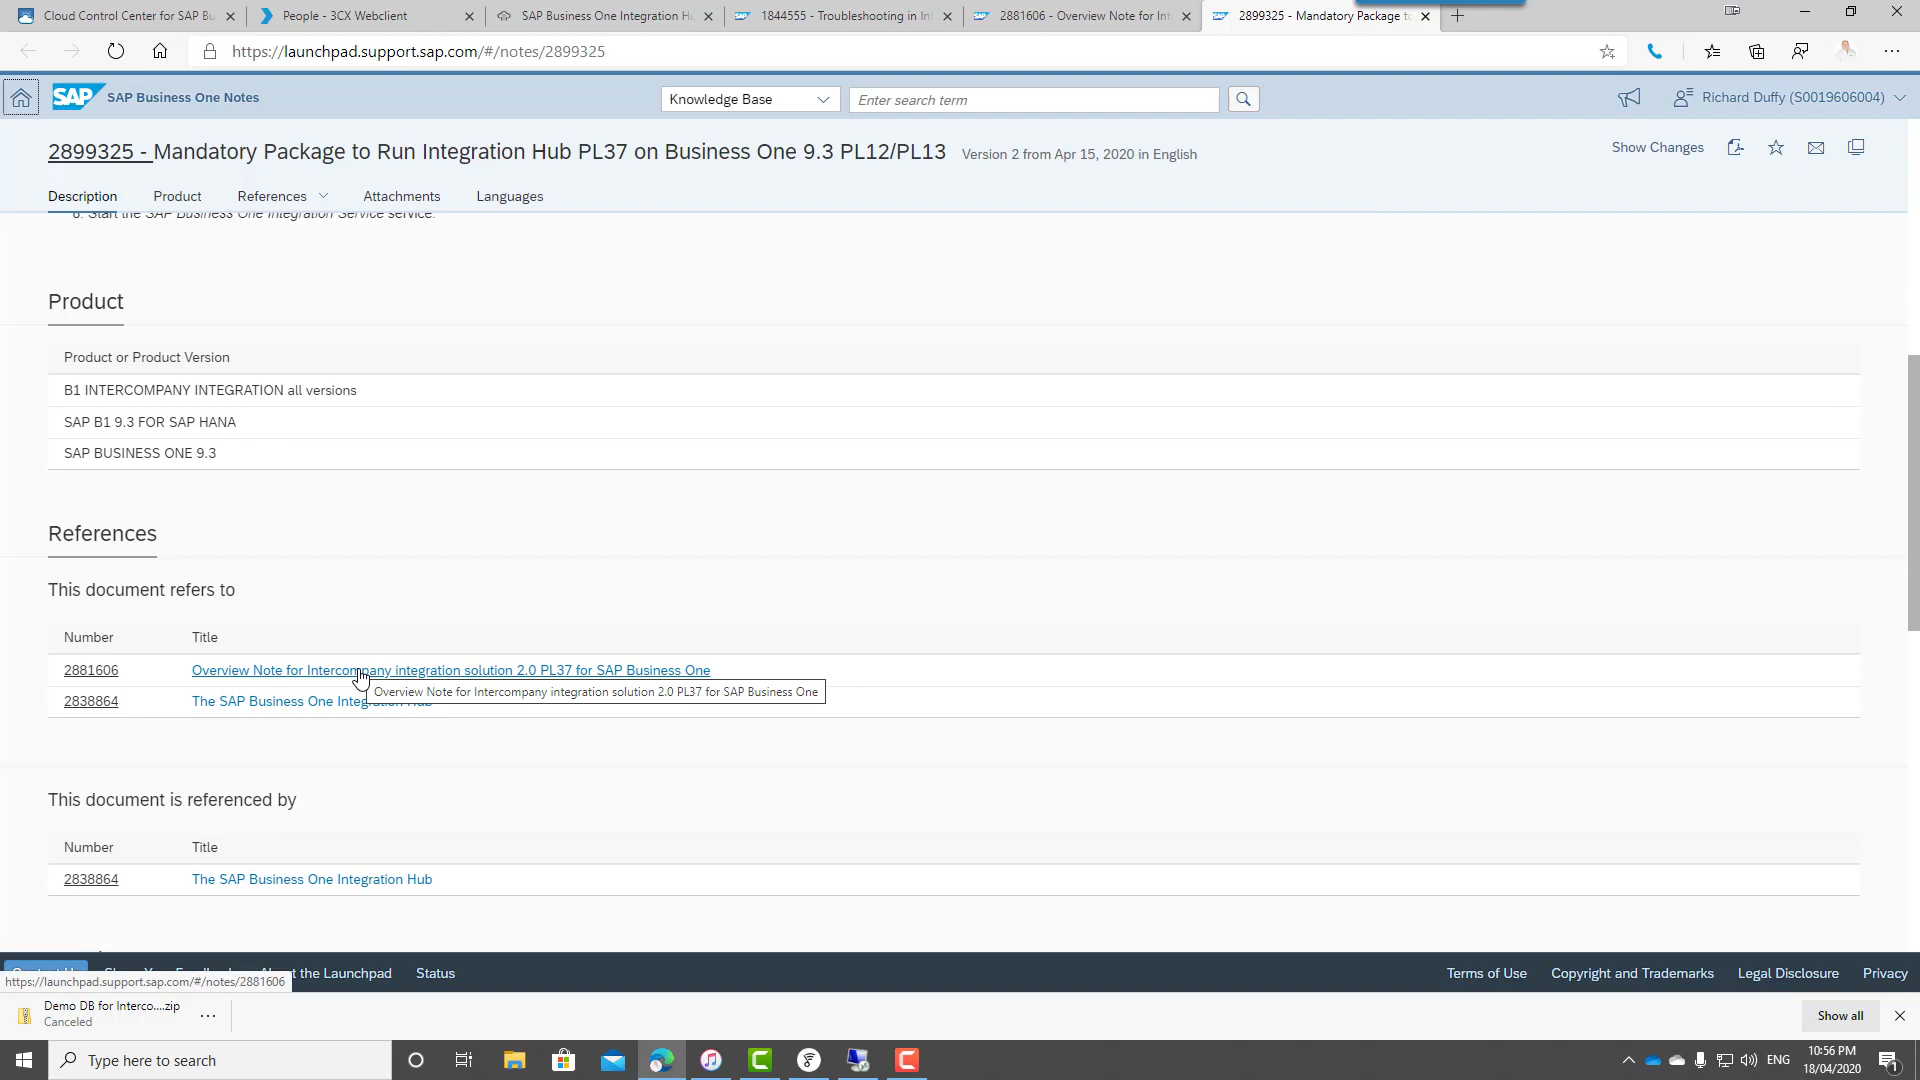 Cloud Control Center for SAP Bu
People - 3CX Webclient
SAP Business One Integration Hu
1844555 - Troubleshooting in Int
2881606 - Overview Note for Int
2899325 - Mandatory Package to
https://launchpad.support.sap.com/#/notes/2899325
SAP SAP Business One Notes
Knowledge Base
Enter search term
Richard Duffy (S0019606004)
2899325 - Mandatory Package to Run Integration Hub PL37 on Business One 9.3 PL12/PL13 Version 2 from Apr 15, 2020 in English
Show Changes
Description Product References Attachments Languages
8. Start the SAP Business One Integration Service service.
Product
Product or Product Version
B1 INTERCOMPANY INTEGRATION all versions
SAP B1 9.3 FOR SAP HANA
SAP BUSINESS ONE 9.3
References
This document refers to
Number Title
2881606 Overview Note for Intercompany integration solution 2.0 PL37 for SAP Business One
Overview Note for Intercompany integration solution 2.0 PL37 for SAP Business One
2838864 The SAP Business One Integration Hub
This document is referenced by
Number Title
2838864 The SAP Business One Integration Hub
t the Launchpad Status
Terms of Use Copyright and Trademarks Legal Disclosure Privacy
https://launchpad.support.sap.com/#/notes/2881606
Demo DB for Interco....zip
Canceled
Show all
Type here to search
ENG
10:56 PM
18/04/2020
1